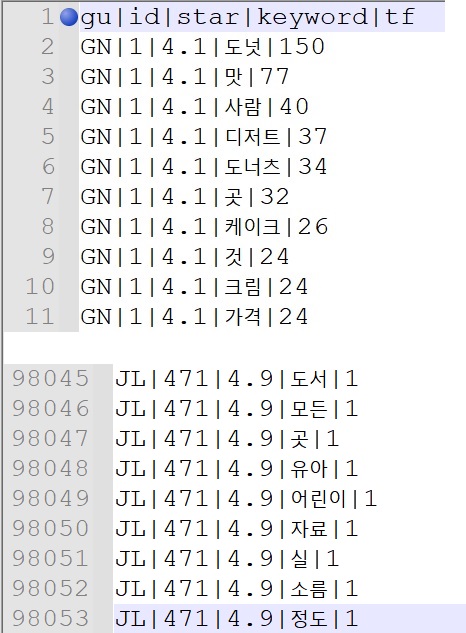 1 gu|id|star|keyword|tf
2 GN|1|4.1|도넛|150
3 GN|1|4.1|맛|77
4 GN|1|4.1|사람|40
5 GN|1|4.1|디저트|37
6 GN|1|4.1|도너츠|34
7 GN|1|4.1|곳|32
8 GN|1|4.1|케이크|26
9 GN|1|4.1|것|24
10 GN|1|4.1|크림|24
11 GN|1|4.1|가격|24
98045 JL|471|4.9|도서|1
98046 JL|471|4.9|모든|1
98047 JL|471|4.9|곳|1
98048 JL|471|4.9|유아|1
98049 JL|471|4.9|어린이|1
98050 JL|471|4.9|자료|1
98051 JL|471|4.9|실|1
98052 JL|471|4.9|소름|1
98053 JL|471|4.9|정도|1